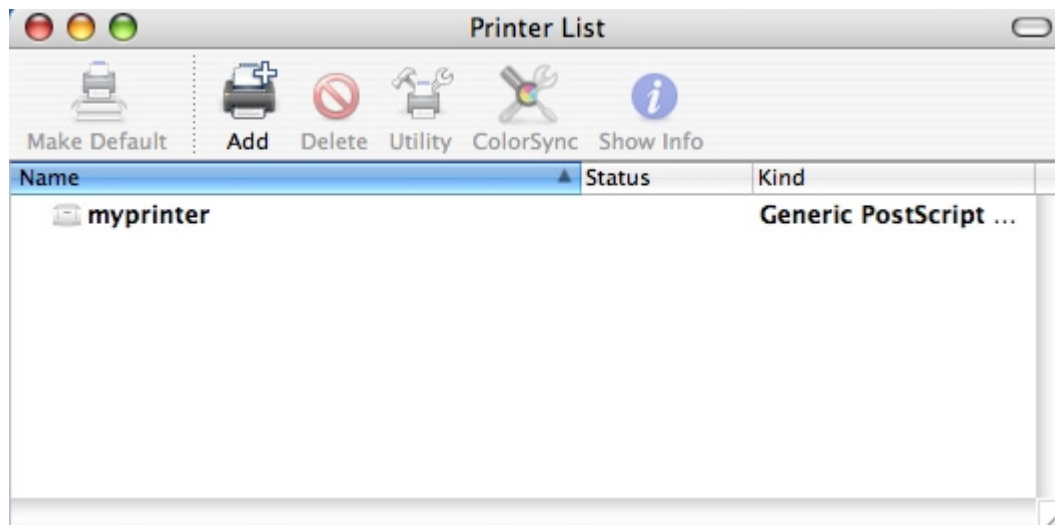 Printer List
Make Default Add Delete Utility ColorSync Show Info
Name Status Kind
myprinter Generic PostScript ...